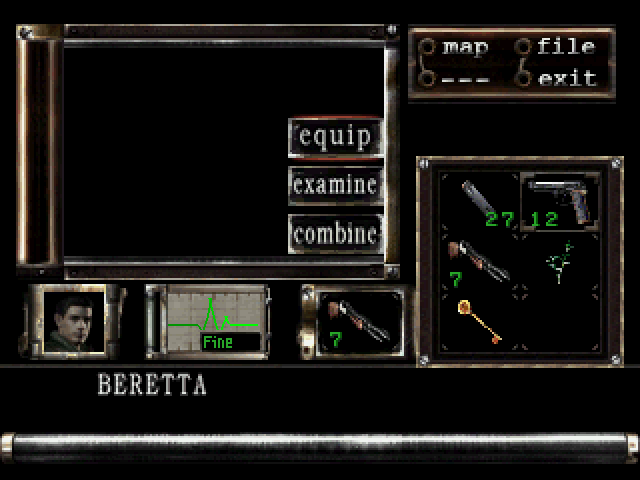 map file
--- exit
equip
examine
combine
27 12
7
Fine
7
BERETTA